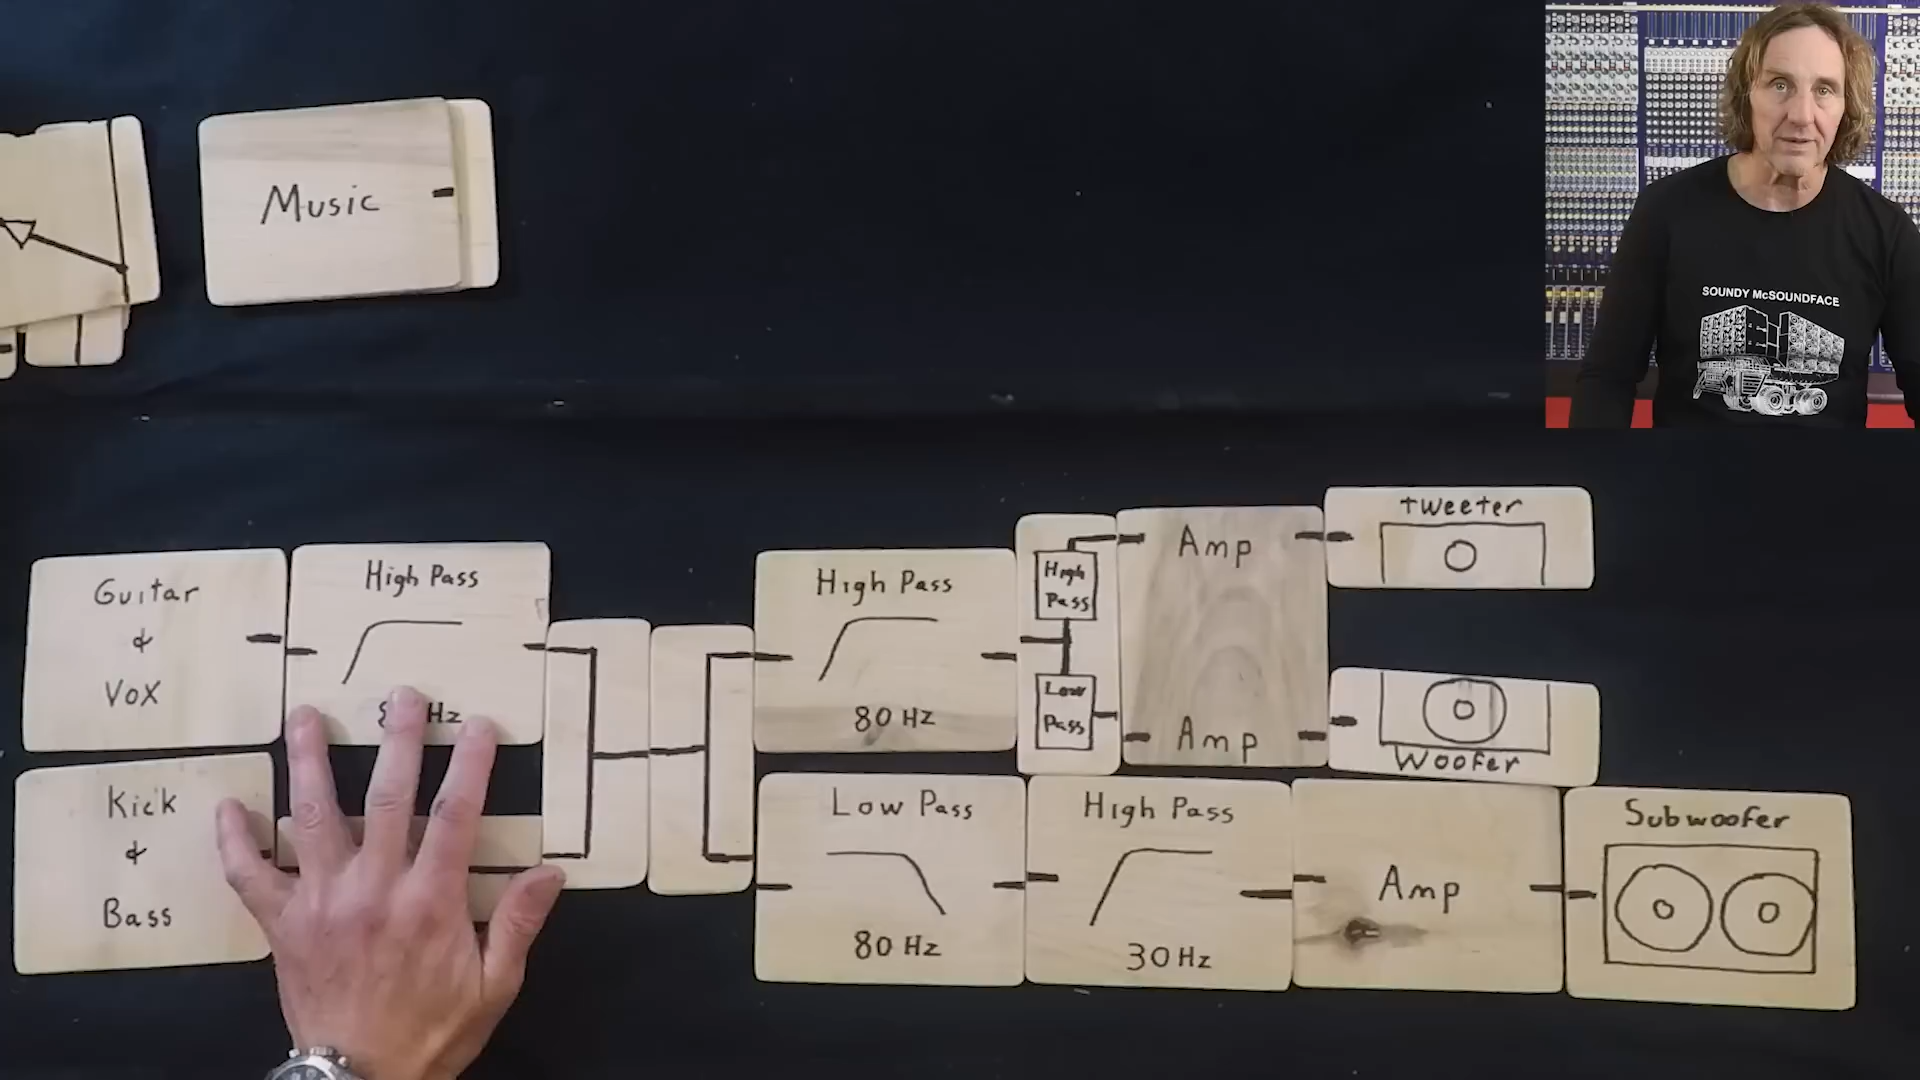 Music
SOUNDY McSOUNDFACE
Guitar
&
Vox
High Pass
Hz
Kick
&
Bass
High Pass
80 Hz
High
Pass
Low
Pass
Amp
Amp
tweeter
Woofer
Low Pass
80 Hz
High Pass
30 Hz
Amp
Subwoofer